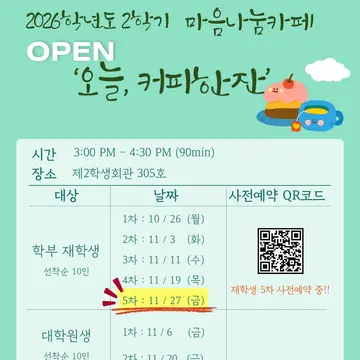 2026학년도 2학기 마음나눔카페
OPEN
'오늘, 커피한잔'
시간 3:00 PM – 4:30 PM (90min)
장소 제2학생회관 305호
대상 날짜 사전예약 QR코드
1차 : 10 / 26 (월)
2차 : 11 / 3 (화)
학부 재학생 3차 : 11 / 11 (수)
선착순 10인 4차 : 11 / 19 (목)
재학생 5차 사전예약 중!!
5차 : 11 / 27 (금)
대학원생 1차 : 11 / 6 (금)
선착순 10인
2차 : 11 / 20 (금)